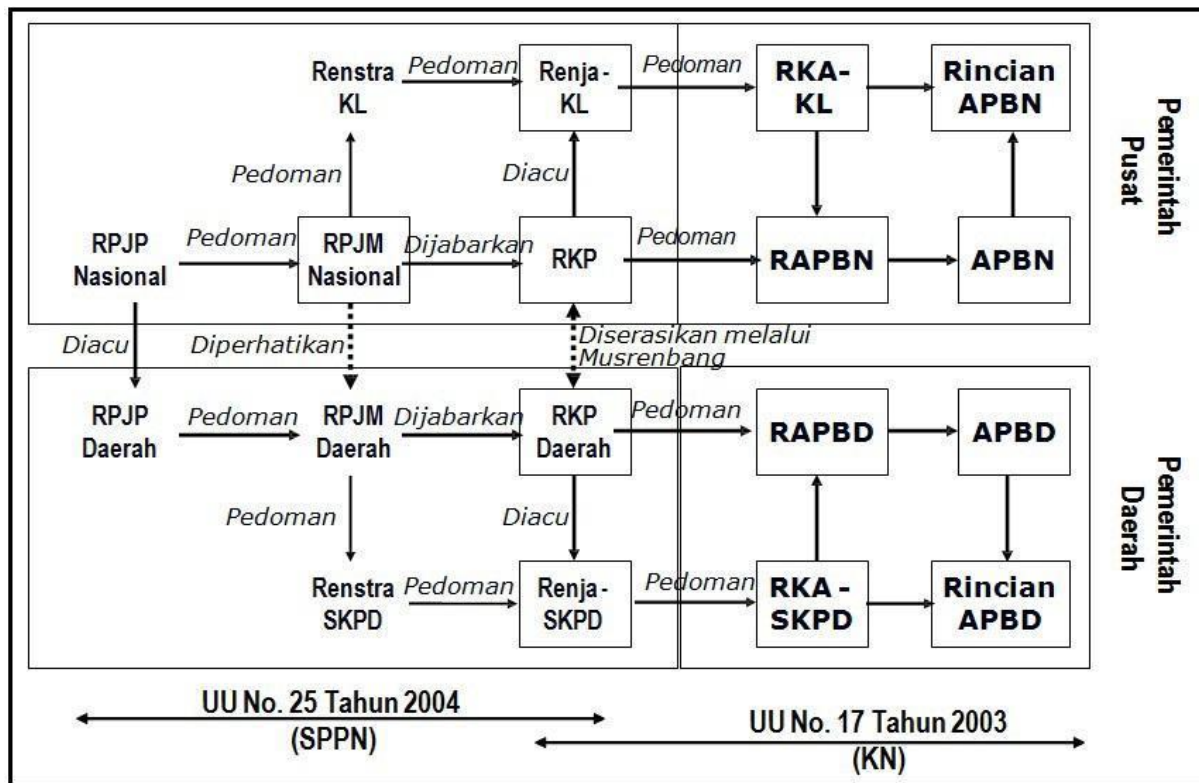 Renstra
KL
Pedoman
Renja-
KL
Pedoman
RKA-
KL
Rincian
APBN
Pemerintah
Pusat
Pedoman
Diacu
RPJP
Nasional
Pedoman
RPJM
Nasional
Dijabarkan
RKP
Pedoman
RAPBN
APBN
Diacu
Diperhatikan
Diserasikan melalui
Musrenbang
RPJP
Daerah
Pedoman
RPJM
Daerah
Dijabarkan
RKP
Daerah
Pedoman
RAPBD
APBD
Pemerintah
Daerah
Pedoman
Diacu
Renstra
SKPD
Pedoman
Renja-
SKPD
Pedoman
RKA-
SKPD
Rincian
APBD
UU No. 25 Tahun 2004
(SPPN)
UU No. 17 Tahun 2003
(KN)